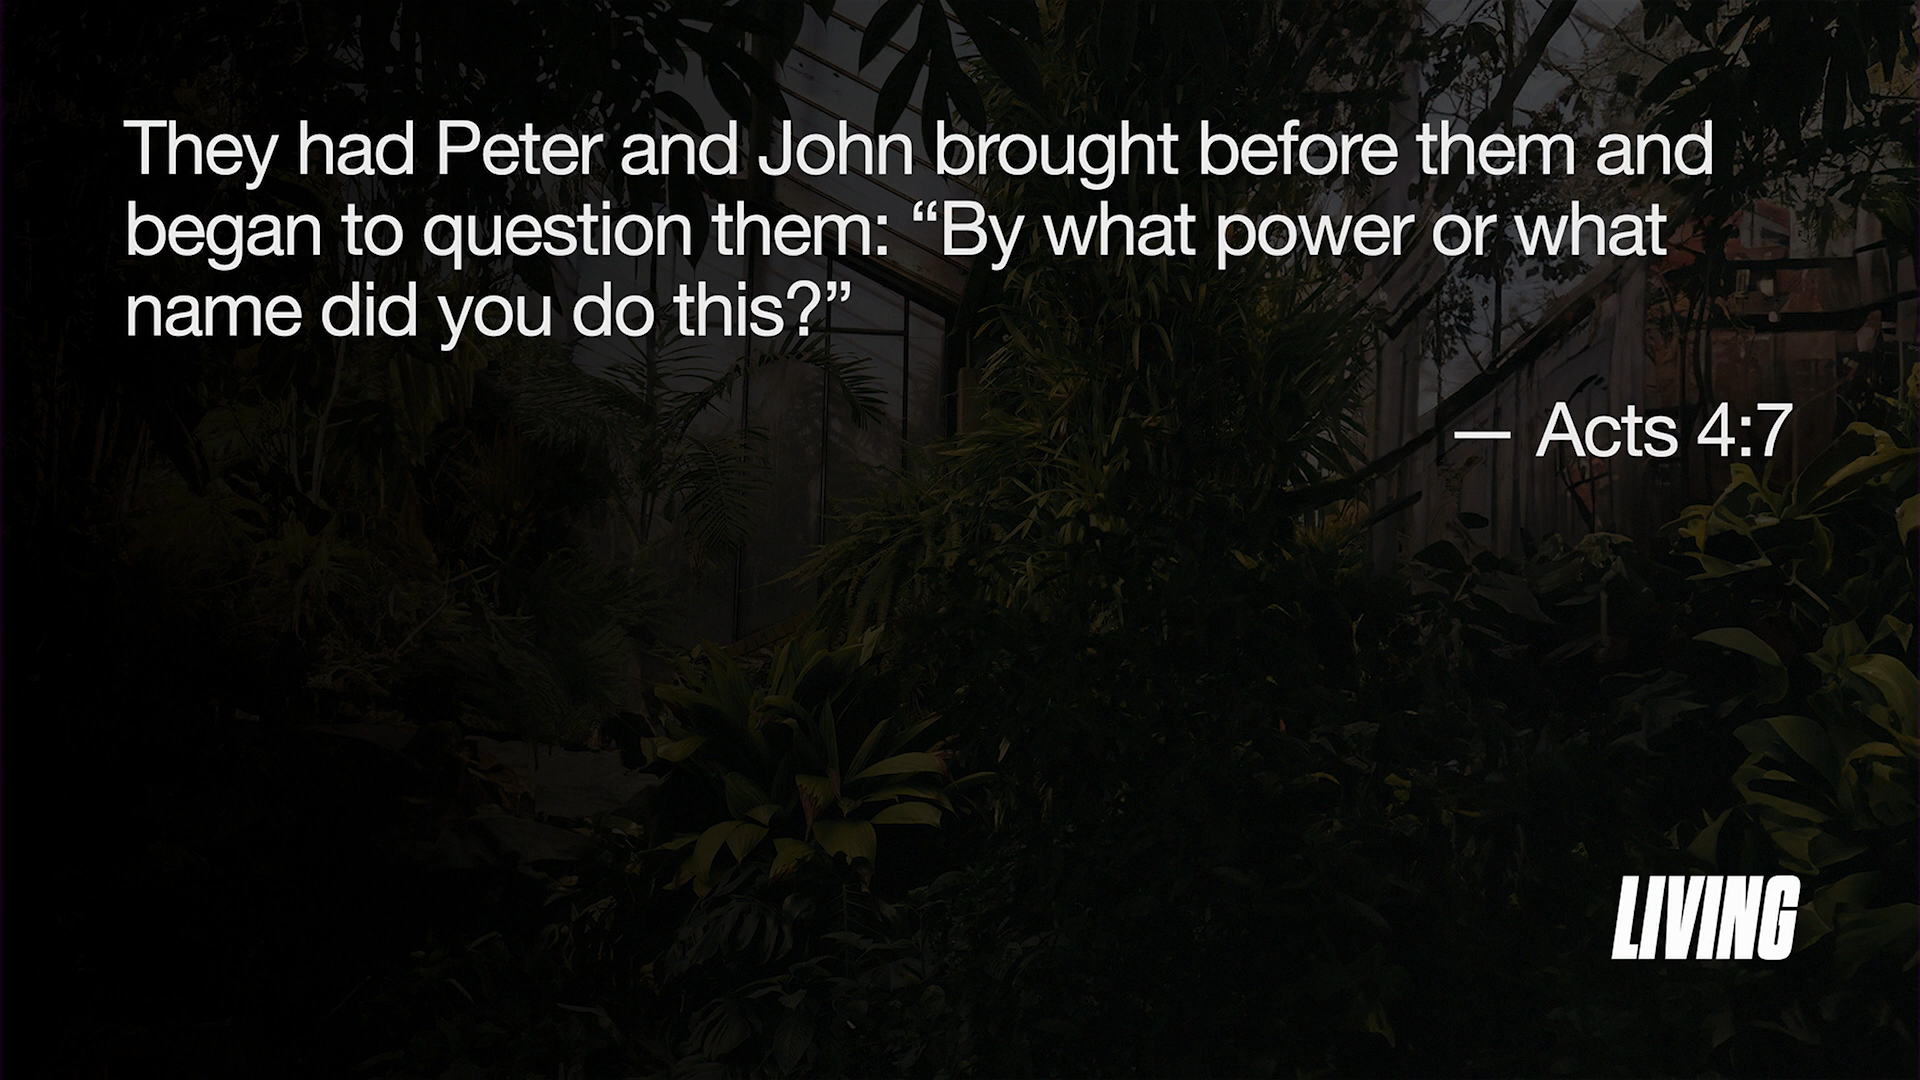 They had Peter and John brought before them and
began to question them: “By what power or what
name did you do this?”
— Acts 4:7
LIVING